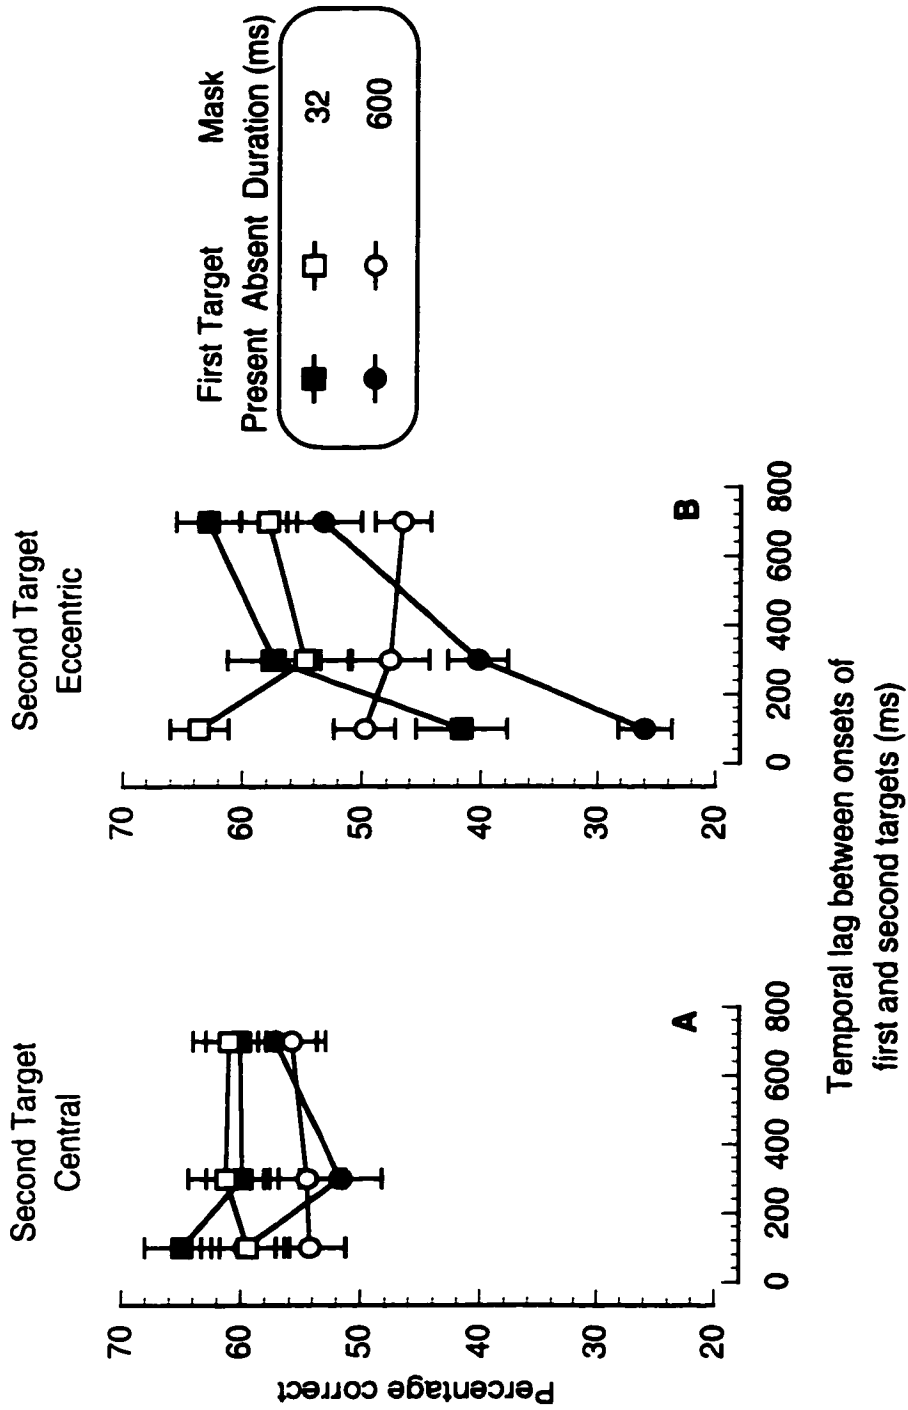 Second Target
Central
Percentage correct
70
60
50
40
30
20
0 200 400 600 800
A
Second Target
Eccentric
70
60
50
40
30
20
0 200 400 600 800
B
Temporal lag between onsets of
first and second targets (ms)
First Target Mask
Present Absent Duration (ms)
32
600